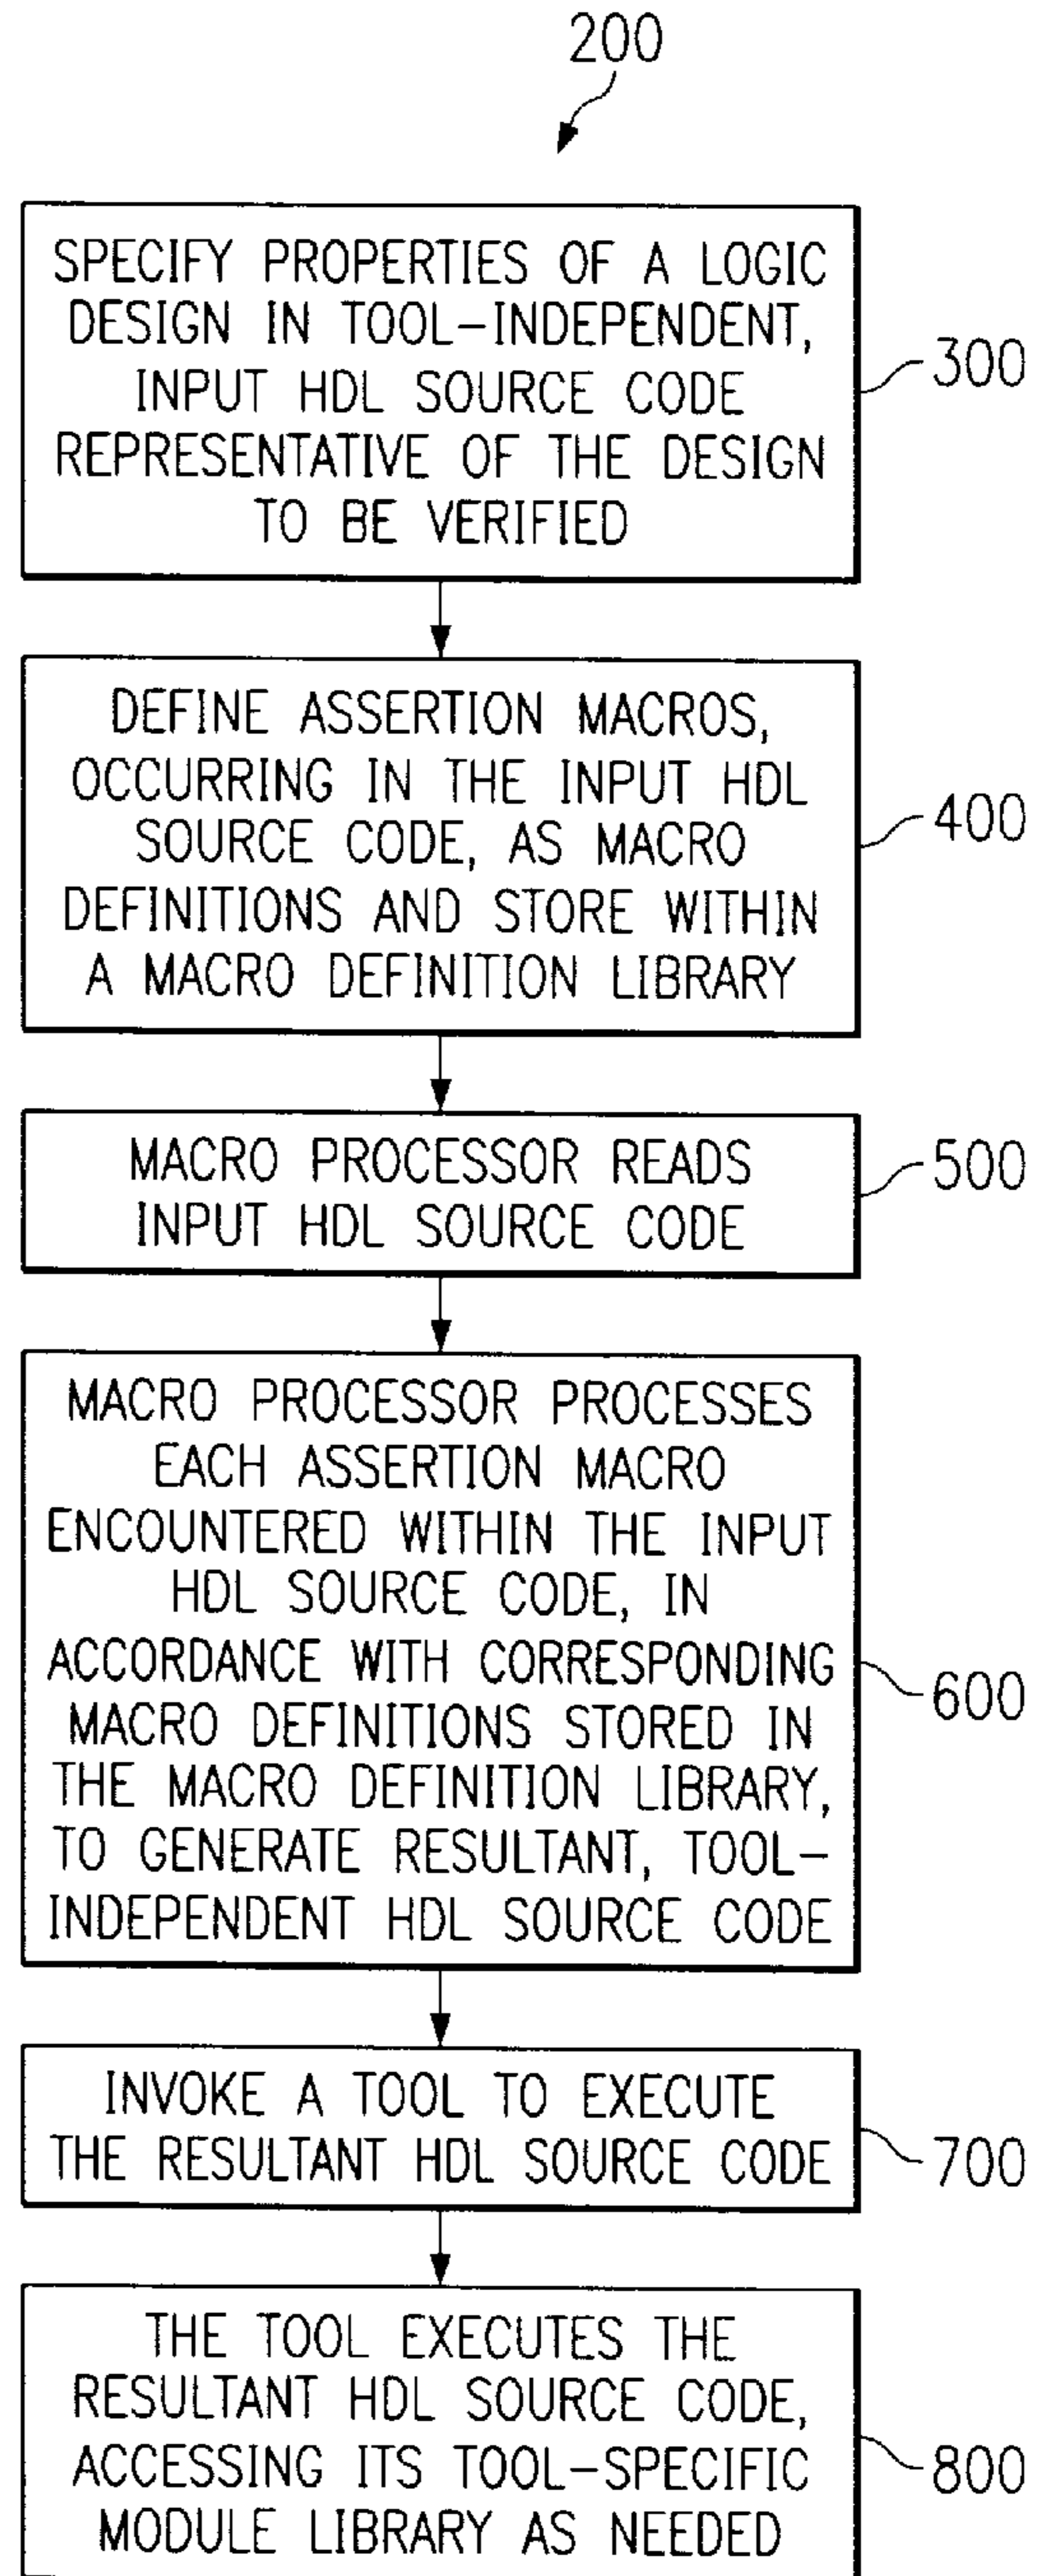 200
SPECIFY PROPERTIES OF A LOGIC
DESIGN IN TOOL-INDEPENDENT,
INPUT HDL SOURCE CODE
REPRESENTATIVE OF THE DESIGN
TO BE VERIFIED
300
DEFINE ASSERTION MACROS,
OCCURRING IN THE INPUT HDL
SOURCE CODE, AS MACRO
DEFINITIONS AND STORE WITHIN
A MACRO DEFINITION LIBRARY
400
MACRO PROCESSOR READS
INPUT HDL SOURCE CODE
500
MACRO PROCESSOR PROCESSES
EACH ASSERTION MACRO
ENCOUNTERED WITHIN THE INPUT
HDL SOURCE CODE, IN
ACCORDANCE WITH CORRESPONDING
MACRO DEFINITIONS STORED IN
THE MACRO DEFINITION LIBRARY,
TO GENERATE RESULTANT, TOOL-
INDEPENDENT HDL SOURCE CODE
600
INVOKE A TOOL TO EXECUTE
THE RESULTANT HDL SOURCE CODE
700
THE TOOL EXECUTES THE
RESULTANT HDL SOURCE CODE,
ACCESSING ITS TOOL-SPECIFIC
MODULE LIBRARY AS NEEDED
800